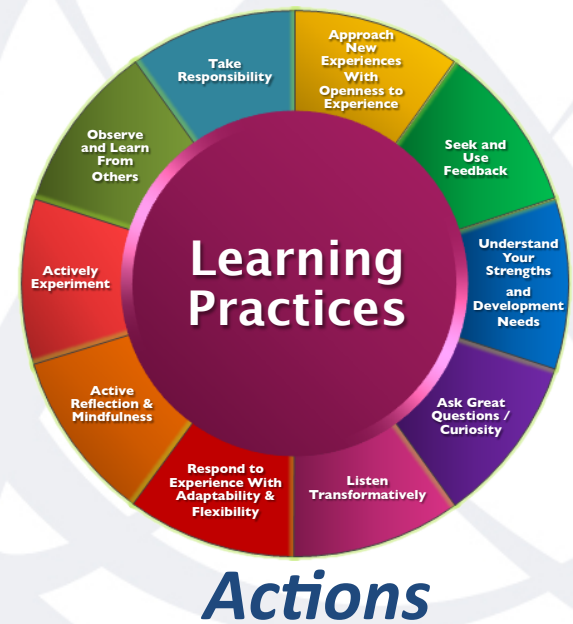 Approach
New
Experiences
With
Openness to
Experience
Seek and
Use
Feedback
Understand
Your
Strengths
and
Development
Needs
Ask Great
Questions /
Curiosity
Listen
Transformatively
Respond to
Experience With
Adaptability &
Flexibility
Active
Reflection &
Mindfulness
Actively
Experiment
Observe
and Learn
From
Others
Take
Responsibility
Learning
Practices
Actions